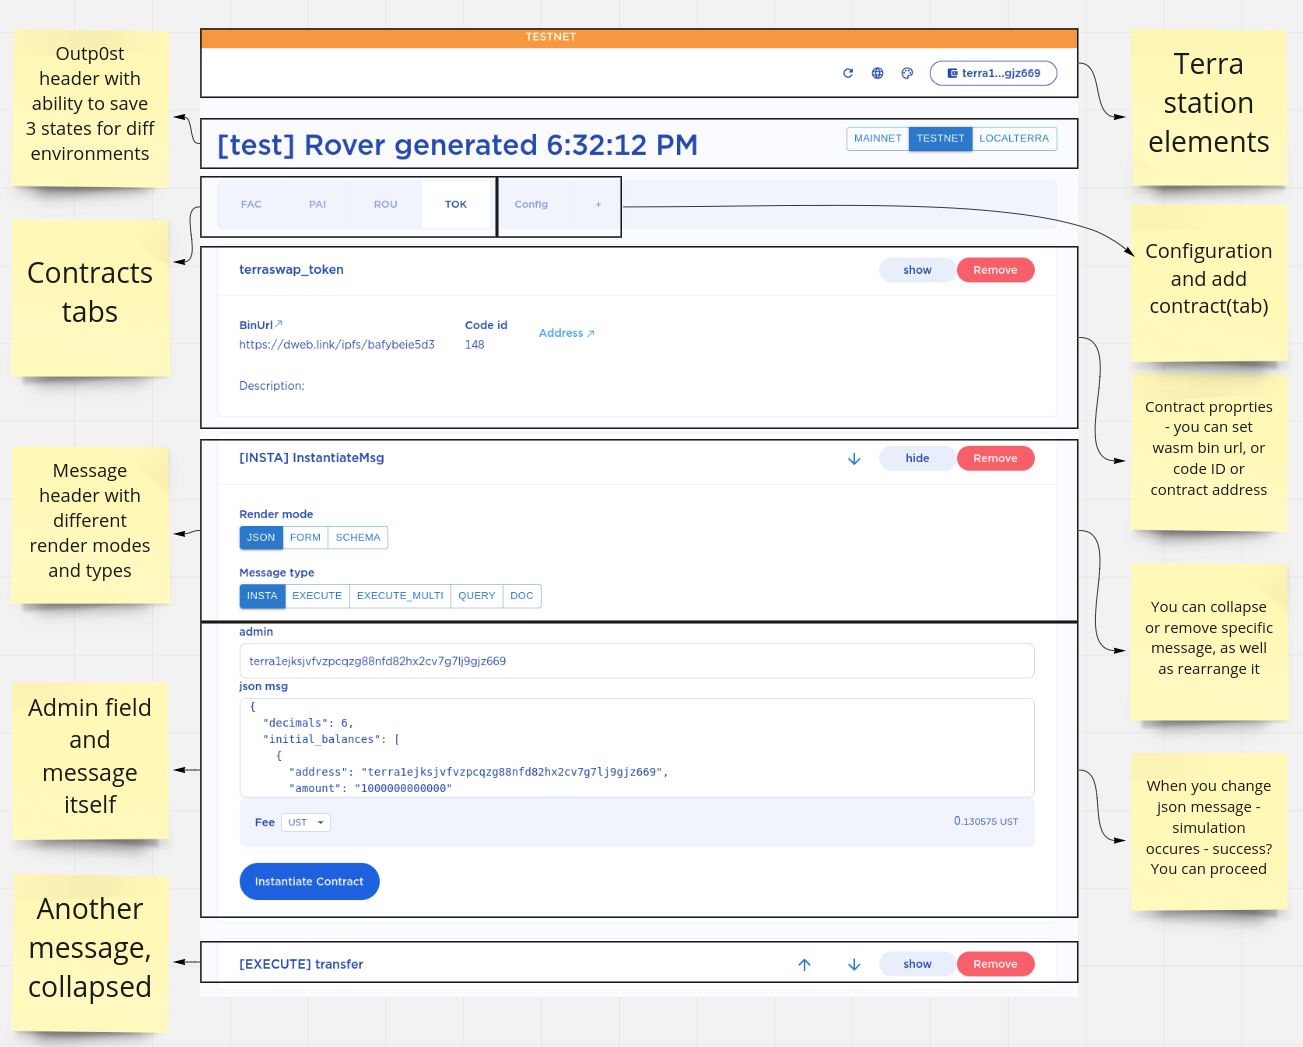 Outp0st
header with
ability to save
3 states for diff
environments
Contracts
tabs
Message
header with
different
render modes
and types
Admin field
and
message
itself
Another
message,
collapsed
TESTNET
terra1...gjz669
[test] Rover generated 6:32:12 PM
MAINNET TESTNET LOCALTERRA
FAC PAI ROU TOK Config +
terraswap_token show Remove
BinUrl↗ Code id Address ↗
https://dweb.link/ipfs/bafybeie5d3 148
Description:
[INSTA] InstantiateMsg ↓ hide Remove
Render mode
JSON FORM SCHEMA
Message type
INSTA EXECUTE EXECUTE_MULTI QUERY DOC
admin
terra1ejksjvfvzpcqzg88nfd82hx2cv7g7lj9gjz669
json msg
{
"decimals": 6,
"initial_balances": [
{
"address": "terra1ejksjvfvzpcqzg88nfd82hx2cv7g7lj9gjz669",
"amount": "1000000000000"
Fee UST 0.130575 UST
Instantiate Contract
[EXECUTE] transfer ↑ ↓ show Remove
Terra
station
elements
Configuration
and add
contract(tab)
Contract proprties
- you can set
wasm bin url, or
code ID or
contract address
You can collapse
or remove specific
message, as well
as rearrange it
When you change
json message -
simulation
occures - success?
You can proceed